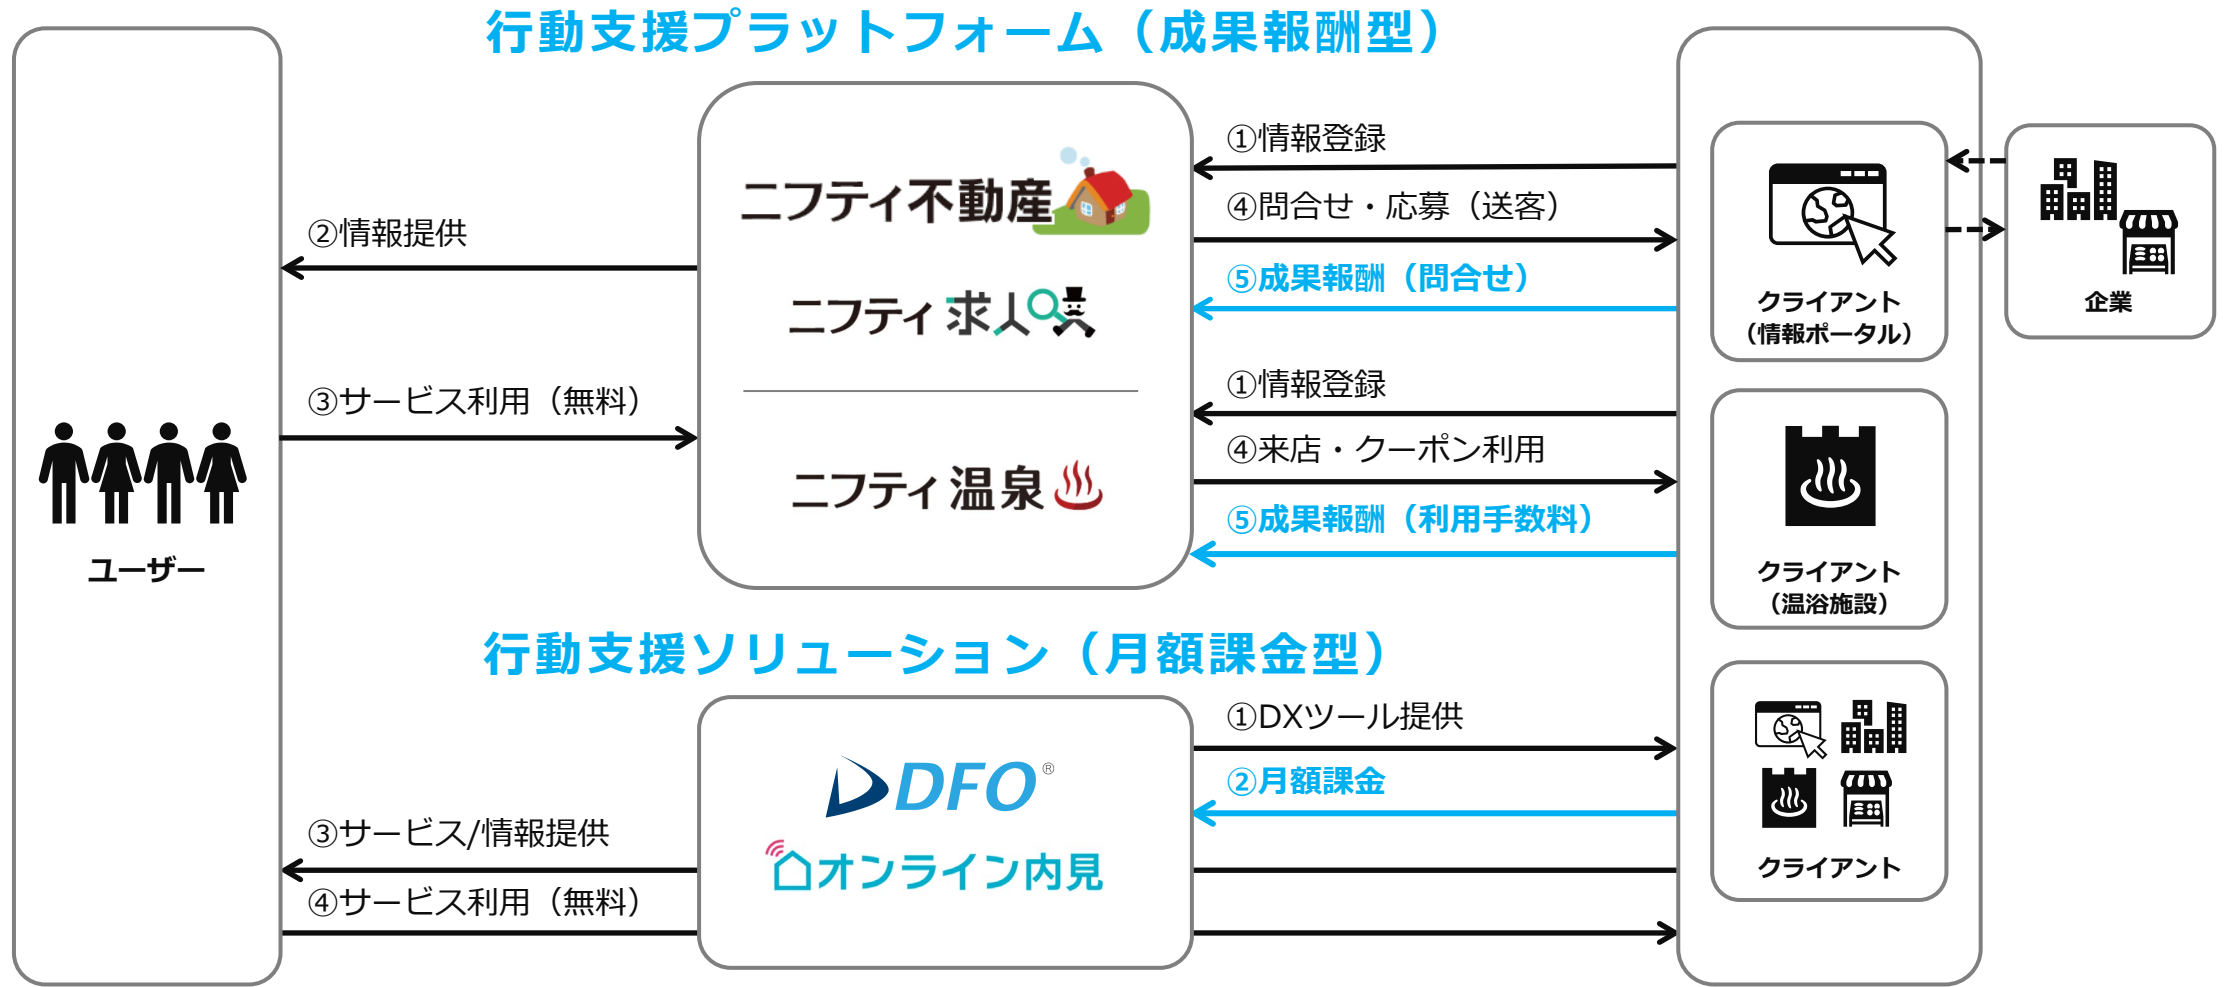 行動支援プラットフォーム（成果報酬型）
ユーザー
②情報提供
③サービス利用（無料）
ニフティ不動産
ニフティ求人
ニフティ温泉
①情報登録
④問合せ・応募（送客）
⑤成果報酬（問合せ）
①情報登録
④来店・クーポン利用
⑤成果報酬（利用手数料）
クライアント
（情報ポータル）
企業
クライアント
（温浴施設）
行動支援ソリューション（月額課金型）
③サービス/情報提供
④サービス利用（無料）
DFO®
オンライン内見
①DXツール提供
②月額課金
クライアント